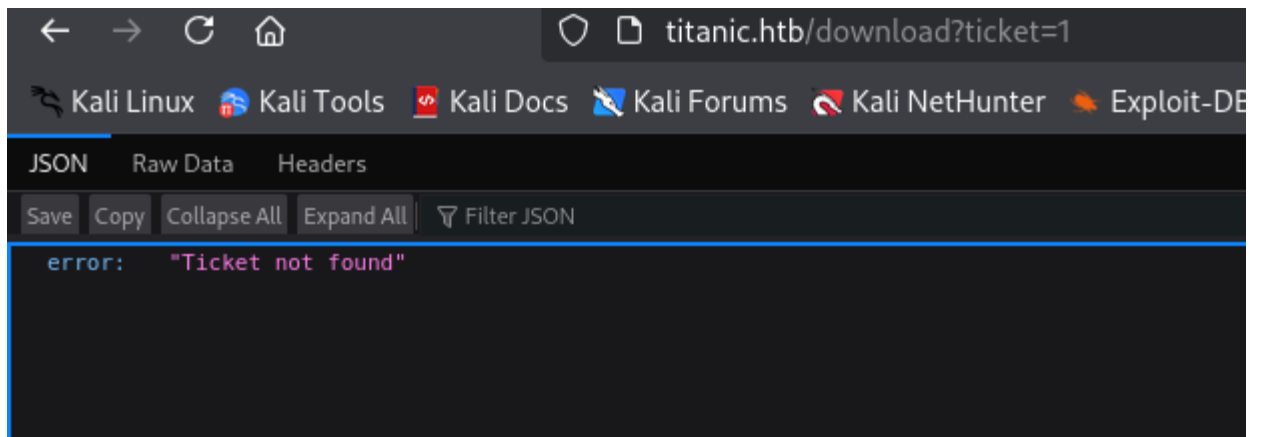 titanic.htb/download?ticket=1
Kali Linux Kali Tools Kali Docs Kali Forums Kali NetHunter Exploit-DB
JSON Raw Data Headers
Save Copy Collapse All Expand All Filter JSON
error: "Ticket not found"